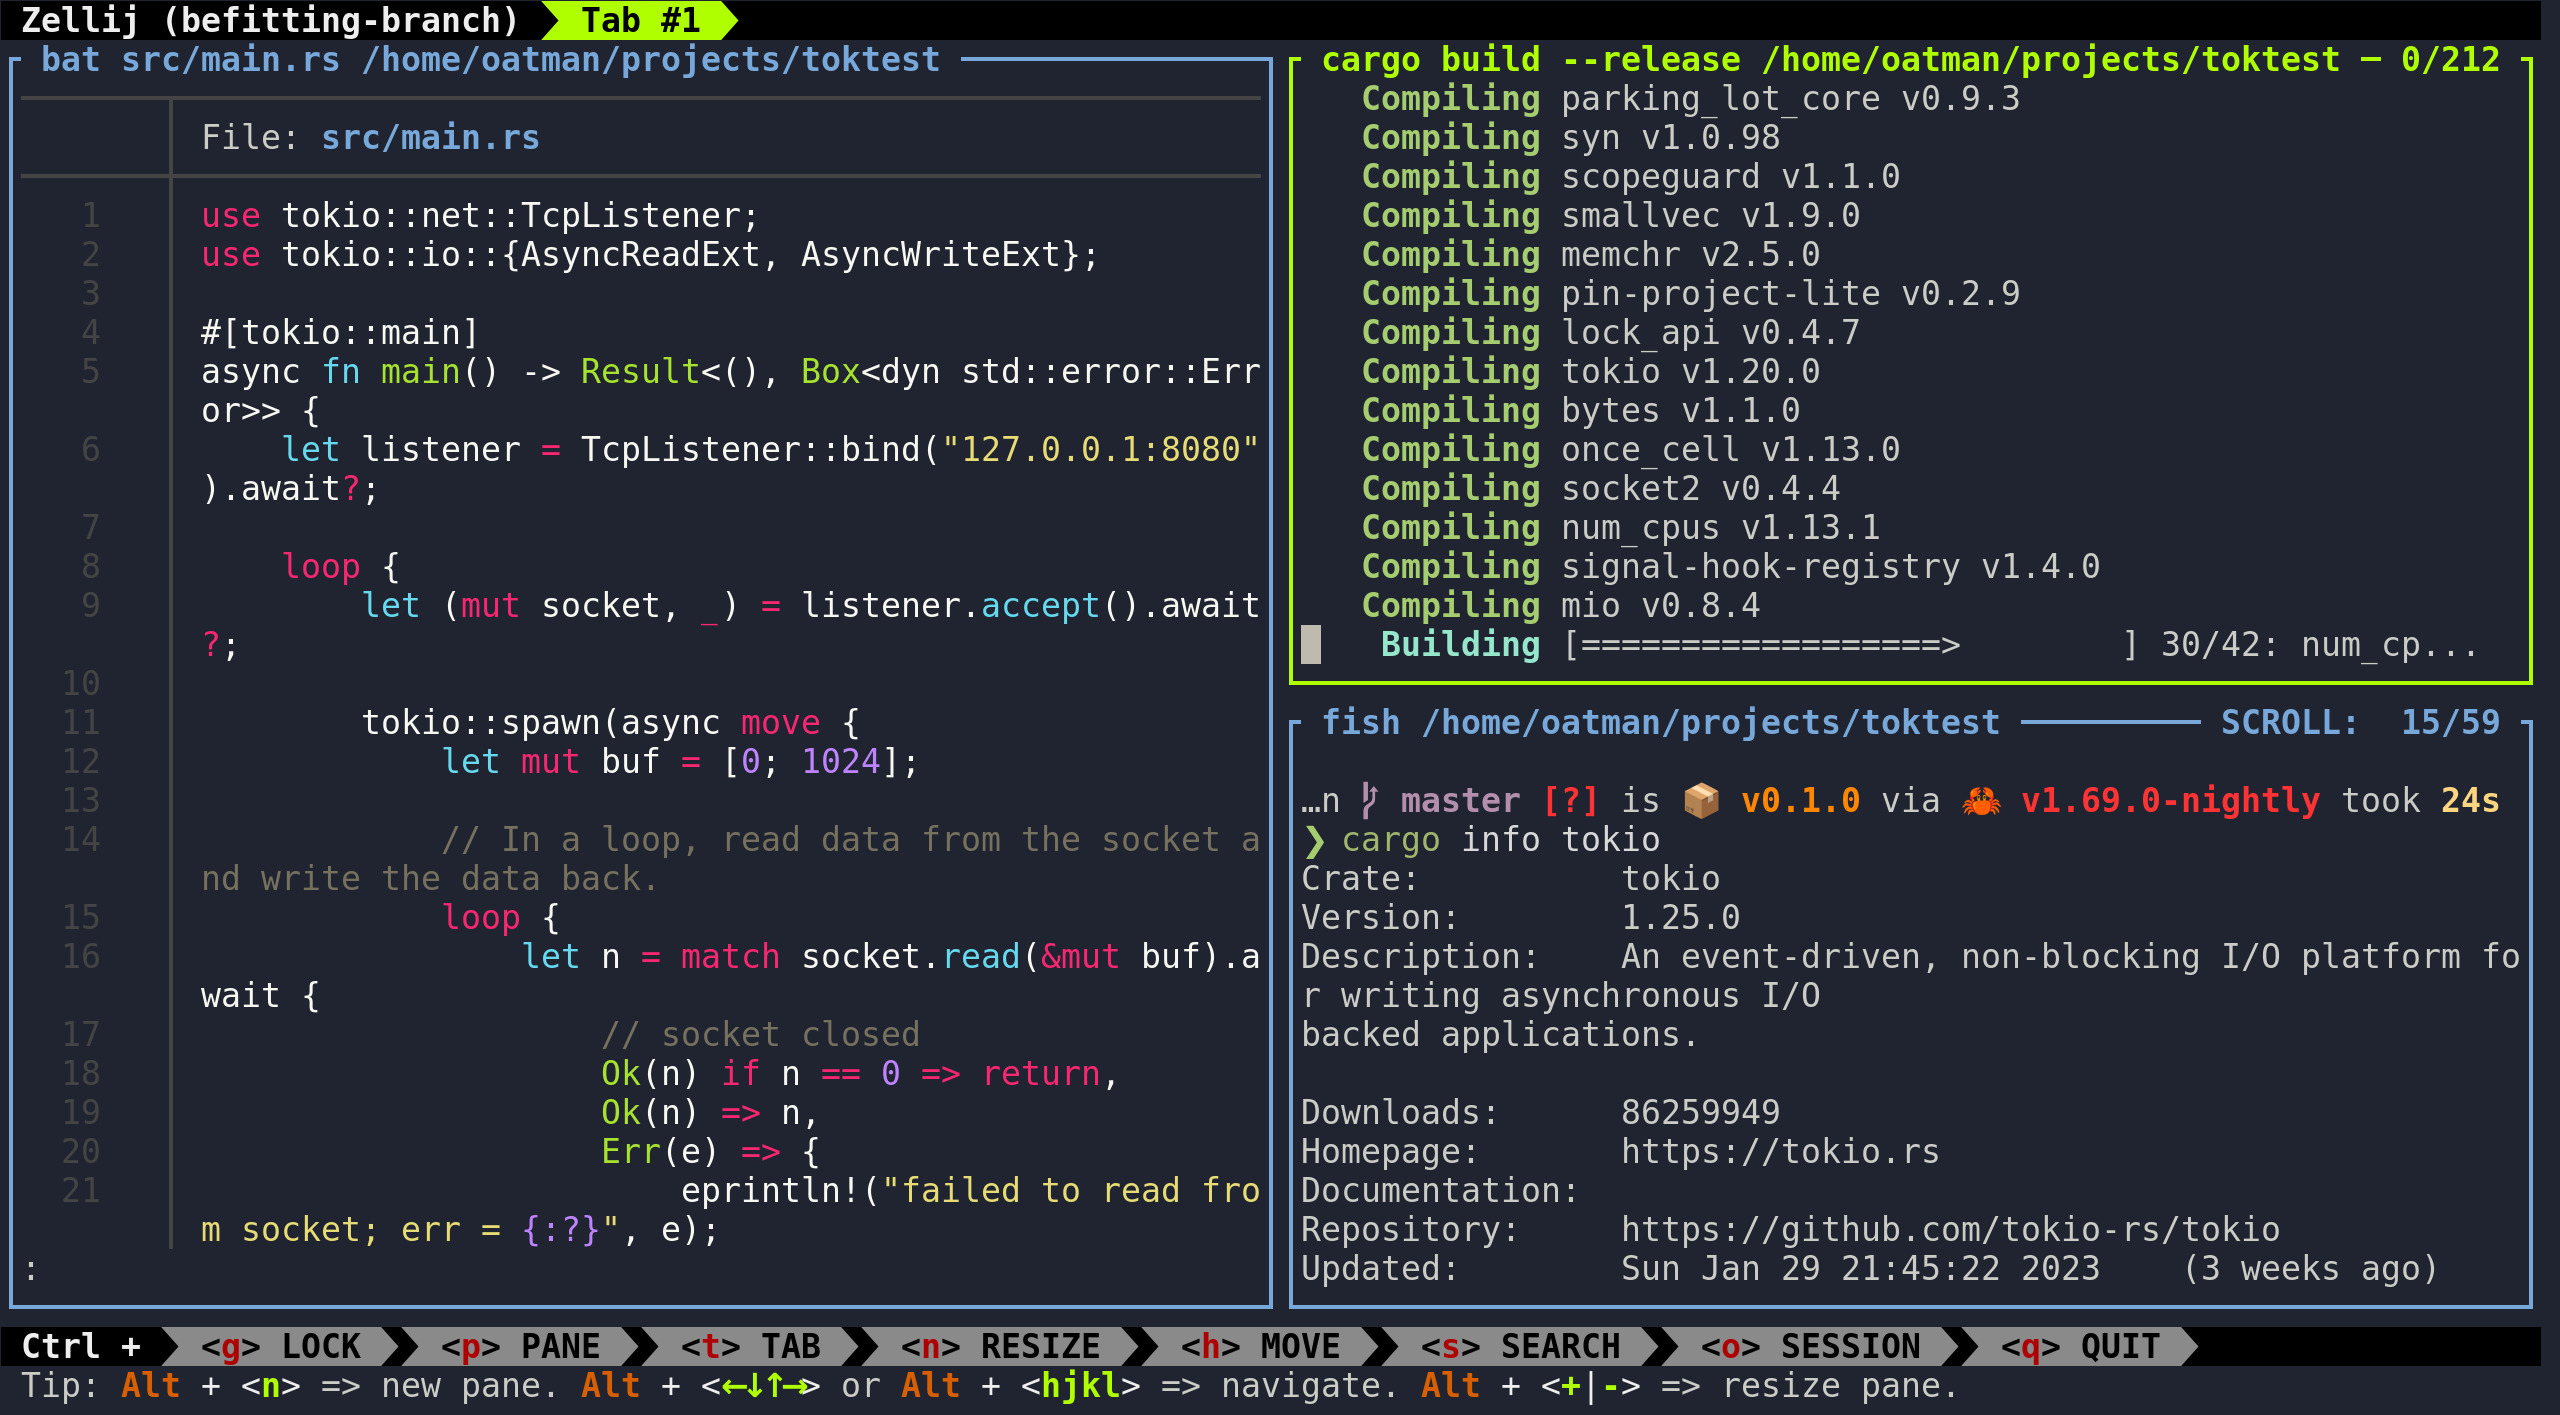 Zellij (befitting-branch) Tab #1
bat src/main.rs /home/oatman/projects/toktest
File: src/main.rs
1 use tokio::net::TcpListener;
2 use tokio::io::{AsyncReadExt, AsyncWriteExt};
3
4 #[tokio::main]
5 async fn main() -> Result<(), Box<dyn std::error::Err
or>> {
6     let listener = TcpListener::bind("127.0.0.1:8080"
).await?;
7
8     loop {
9         let (mut socket, _) = listener.accept().await
?;
10
11         tokio::spawn(async move {
12             let mut buf = [0; 1024];
13
14             // In a loop, read data from the socket a
nd write the data back.
15             loop {
16                 let n = match socket.read(&mut buf).a
wait {
17                     // socket closed
18                     Ok(n) if n == 0 => return,
19                     Ok(n) => n,
20                     Err(e) => {
21                         eprintln!("failed to read fro
m socket; err = {:?}", e);
:
cargo build --release /home/oatman/projects/toktest ─ 0/212
Compiling parking_lot_core v0.9.3
Compiling syn v1.0.98
Compiling scopeguard v1.1.0
Compiling smallvec v1.9.0
Compiling memchr v2.5.0
Compiling pin-project-lite v0.2.9
Compiling lock_api v0.4.7
Compiling tokio v1.20.0
Compiling bytes v1.1.0
Compiling once_cell v1.13.0
Compiling socket2 v0.4.4
Compiling num_cpus v1.13.1
Compiling signal-hook-registry v1.4.0
Compiling mio v0.8.4
Building [==================>        ] 30/42: num_cp...
fish /home/oatman/projects/toktest SCROLL:  15/59
…n master [?] is 📦 v0.1.0 via 🦀 v1.69.0-nightly took 24s
❯ cargo info tokio
Crate:          tokio
Version:        1.25.0
Description:    An event-driven, non-blocking I/O platform fo
r writing asynchronous I/O
backed applications.
Downloads:      86259949
Homepage:       https://tokio.rs
Documentation:
Repository:     https://github.com/tokio-rs/tokio
Updated:        Sun Jan 29 21:45:22 2023    (3 weeks ago)
Ctrl + <g> LOCK <p> PANE <t> TAB <n> RESIZE <h> MOVE <s> SEARCH <o> SESSION <q> QUIT
Tip: Alt + <n> => new pane. Alt + <←↓↑→> or Alt + <hjkl> => navigate. Alt + <+|-> => resize pane.